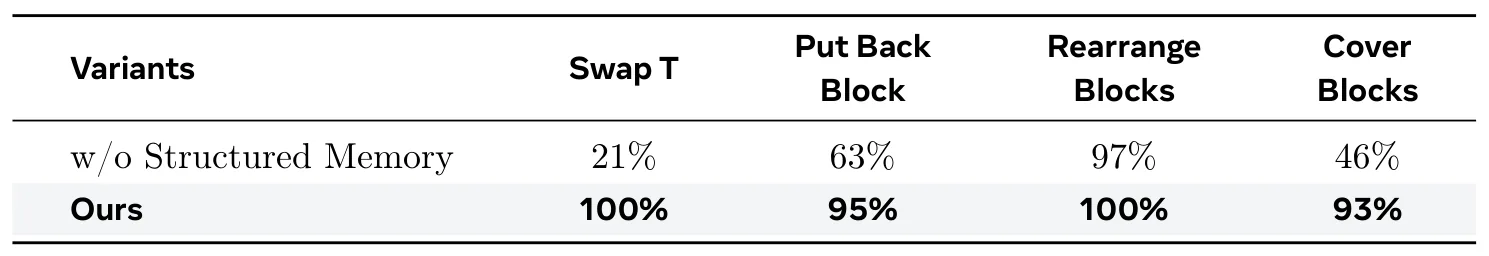 Variants Swap T Put Back Block Rearrange Blocks Cover Blocks
w/o Structured Memory 21% 63% 97% 46%
Ours 100% 95% 100% 93%